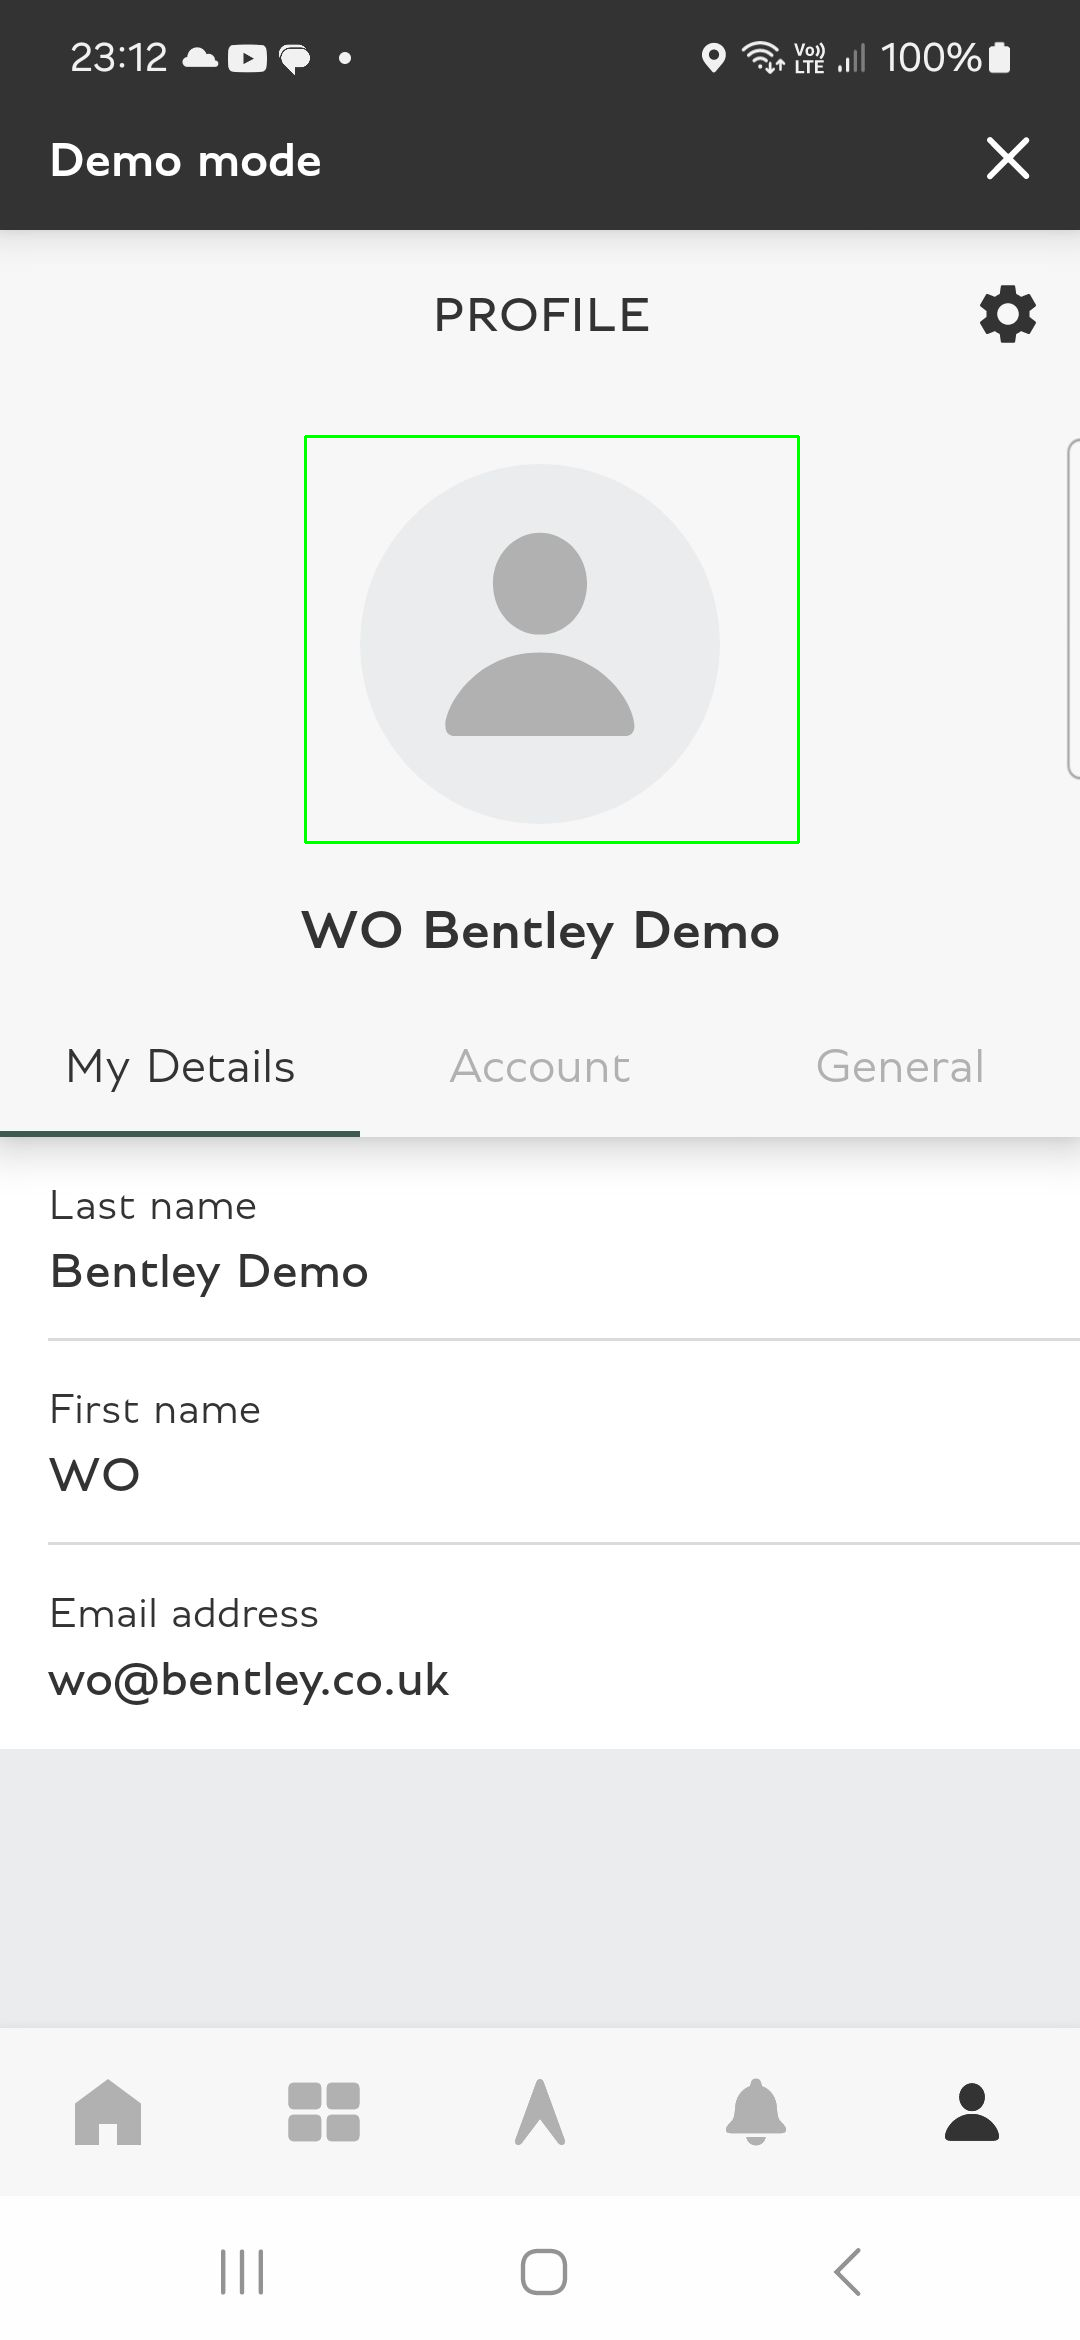 23:12
Vo)) LTE
100%
Demo mode
PROFILE
WO Bentley Demo
My Details Account General
Last name
Bentley Demo
First name
WO
Email address
wo@bentley.co.uk